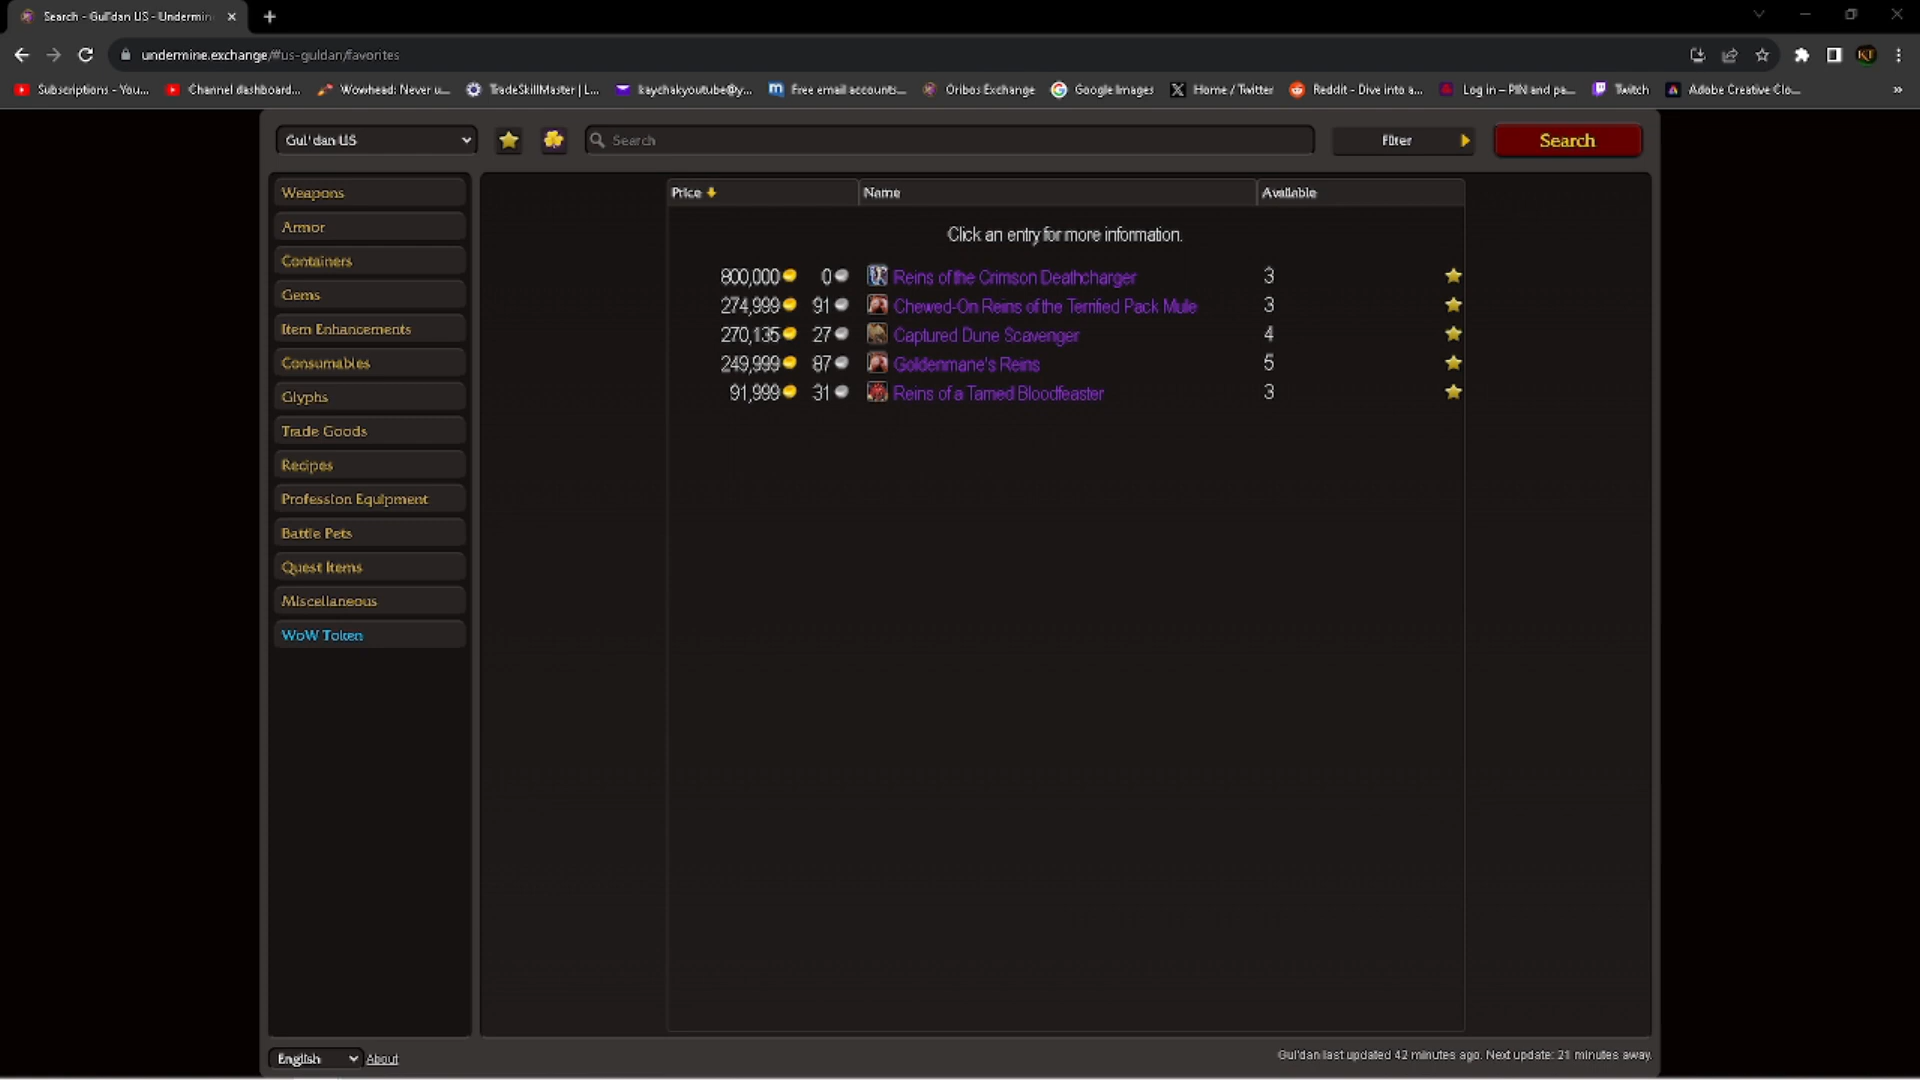 Search - Gul'dan US - Undermin
undermine.exchange/#us-guldan/favorites
Subscriptions - You... Channel dashboard... Wowhead: Never u... TradeSkillMaster | L... kaychakyoutube@y... Free email accounts... Oribos Exchange Google Images Home / Twitter Reddit - Dive into a... Log in – PIN and pa... Twitch Adobe Creative Clo... »
Gul'dan US Search Filter Search
Weapons
Armor
Containers
Gems
Item Enhancements
Consumables
Glyphs
Trade Goods
Recipes
Profession Equipment
Battle Pets
Quest Items
Miscellaneous
WoW Token
Price Name Available
Click an entry for more information.
800,000 0 Reins of the Crimson Deathcharger 3
274,999 91 Chewed-On Reins of the Terrified Pack Mule 3
270,135 27 Captured Dune Scavenger 4
249,999 87 Goldenmane's Reins 5
91,999 31 Reins of a Tamed Bloodfeaster 3
English About
Gul'dan last updated 42 minutes ago. Next update: 21 minutes away.